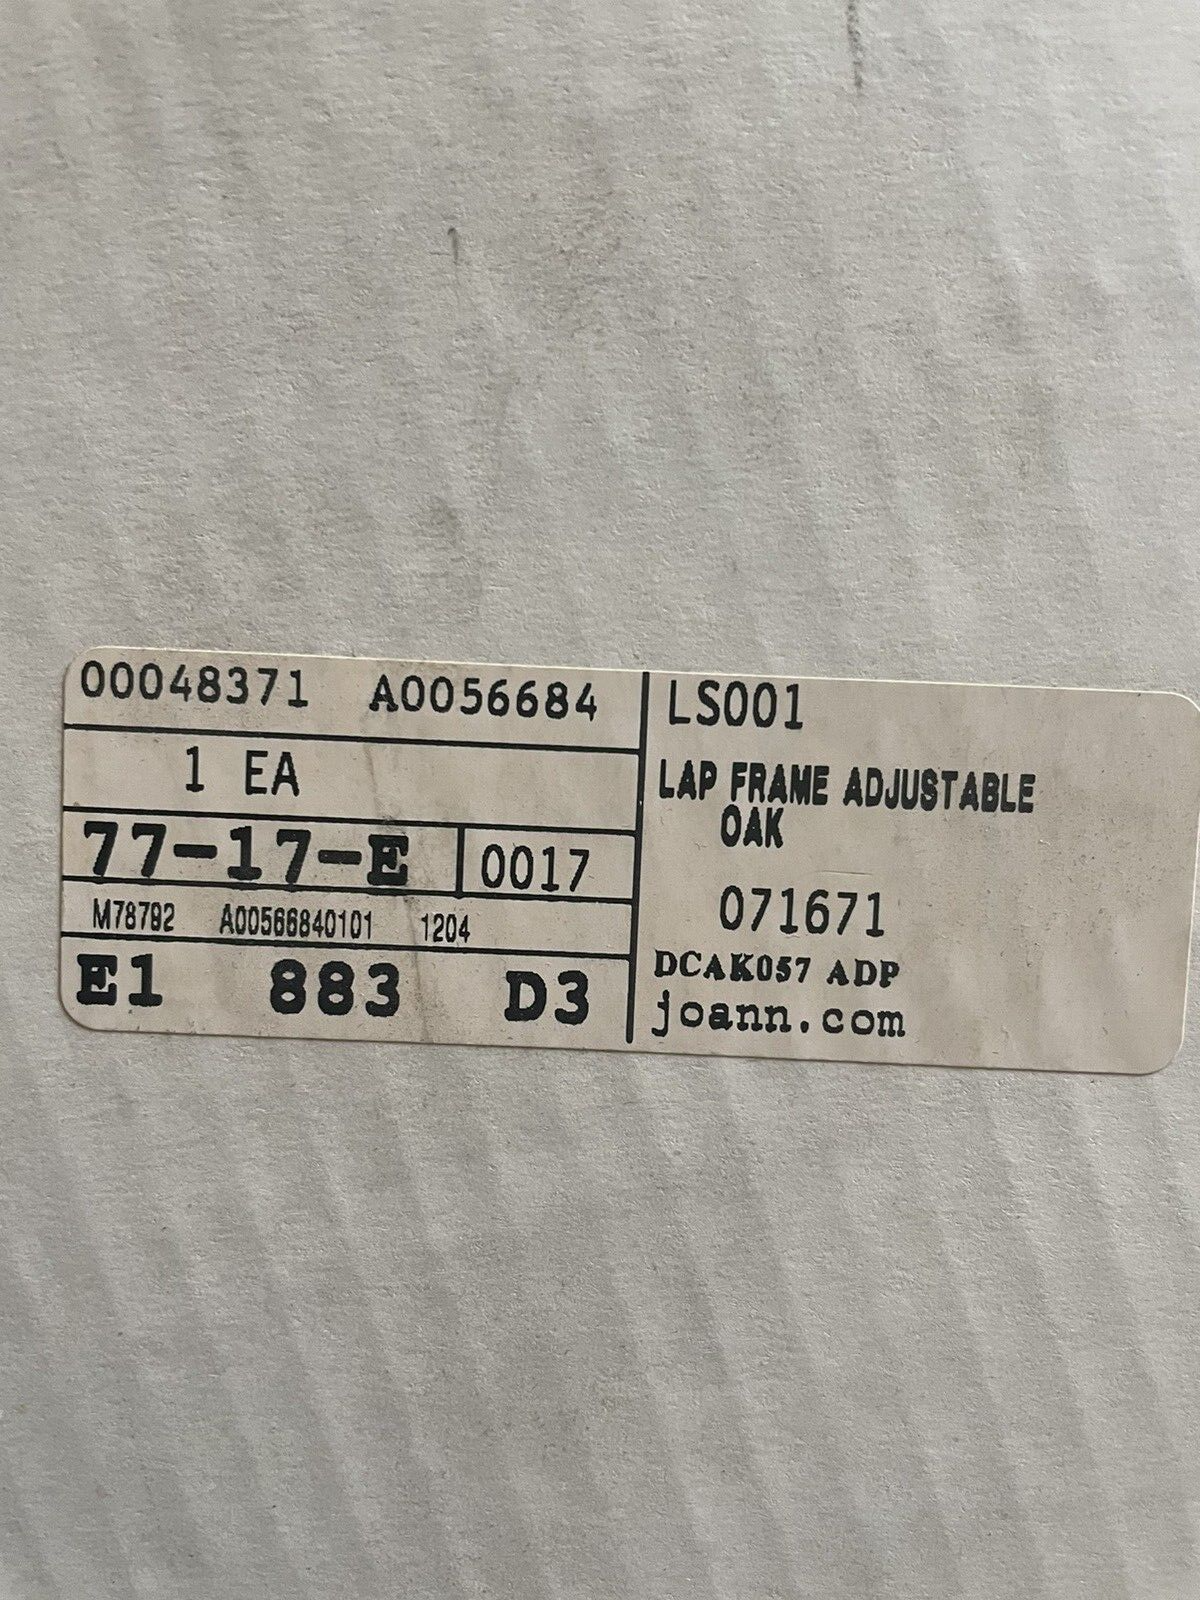 00048371 A0056684
1 EA
77-17-E 0017
M78792 A00566840101 1204
E1 883 D3
LS001
LAP FRAME ADJUSTABLE
OAK
071671
DCAK057 ADP
joann.com